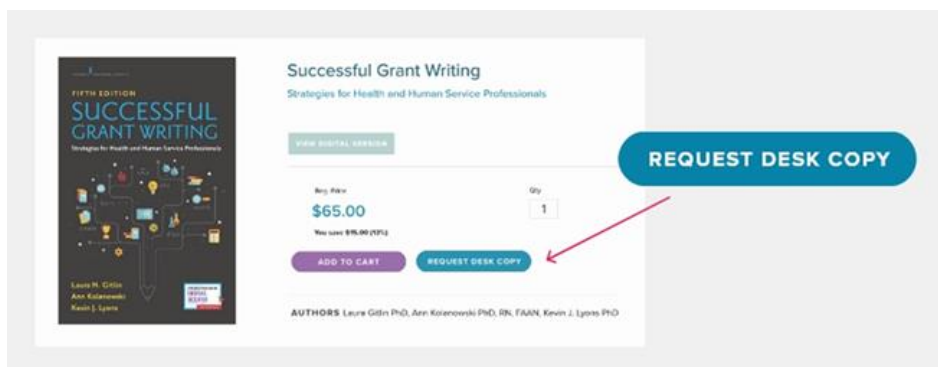 FIFTH EDITION
SUCCESSFUL
GRANT WRITING
Strategies for Health and Human Service Professionals
Laura N. Gitlin
Ann Kolanowski
Kevin J. Lyons
Successful Grant Writing
Strategies for Health and Human Service Professionals
VIEW DIGITAL VERSION
Reg. Price
Qty
$65.00
1
ADD TO CART
REQUEST DESK COPY
AUTHORS Laura Gitlin PhD, Ann Kolanowski PhD, RN, FAAN, Kevin J. Lyons PhD
REQUEST DESK COPY